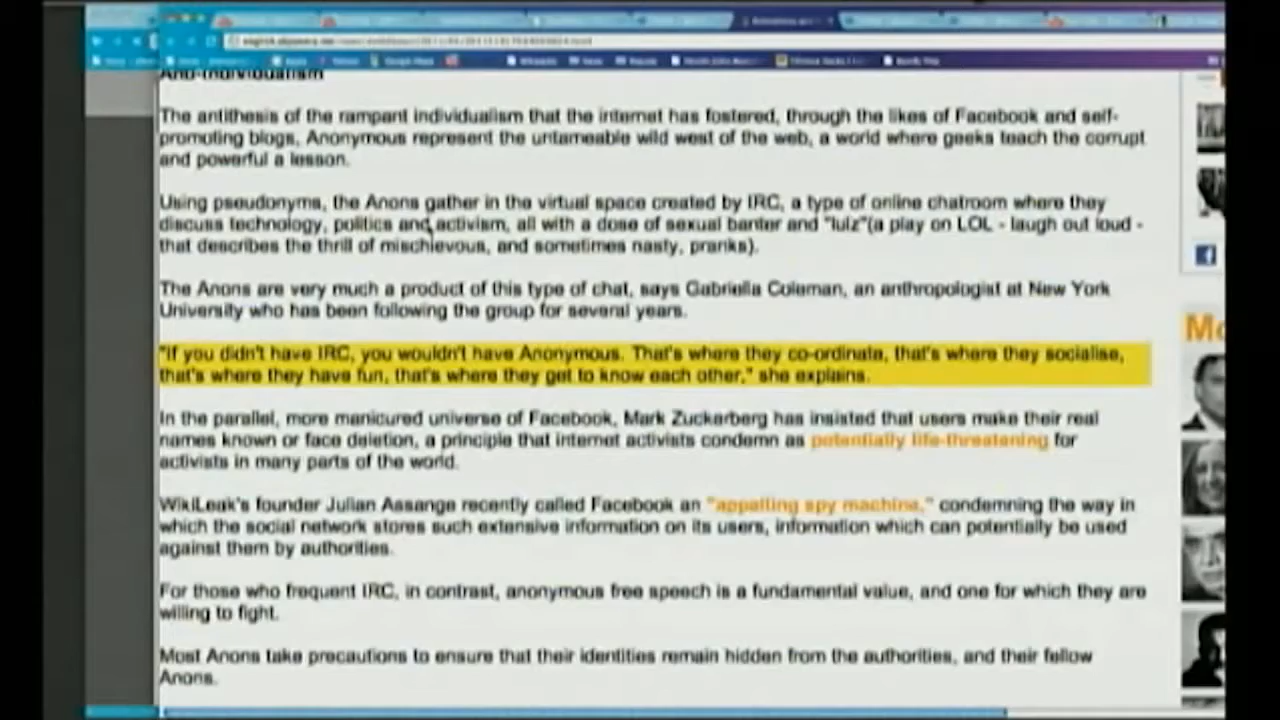 Anti-individualism
The antithesis of the rampant individualism that the internet has fostered, through the likes of Facebook and self-
promoting blogs, Anonymous represent the untameable wild west of the web, a world where geeks teach the corrupt
and powerful a lesson.
Using pseudonyms, the Anons gather in the virtual space created by IRC, a type of online chatroom where they
discuss technology, politics and activism, all with a dose of sexual banter and "lulz"(a play on LOL - laugh out loud -
that describes the thrill of mischievous, and sometimes nasty, pranks).
The Anons are very much a product of this type of chat, says Gabriella Coleman, an anthropologist at New York
University who has been following the group for several years.
"If you didn't have IRC, you wouldn't have Anonymous. That's where they co-ordinate, that's where they socialise,
that's where they have fun, that's where they get to know each other," she explains.
In the parallel, more manicured universe of Facebook, Mark Zuckerberg has insisted that users make their real
names known or face deletion, a principle that internet activists condemn as potentially life-threatening for
activists in many parts of the world.
WikiLeak's founder Julian Assange recently called Facebook an "appalling spy machine," condemning the way in
which the social network stores such extensive information on its users, information which can potentially be used
against them by authorities.
For those who frequent IRC, in contrast, anonymous free speech is a fundamental value, and one for which they are
willing to fight.
Most Anons take precautions to ensure that their identities remain hidden from the authorities, and their fellow
Anons.
Mo